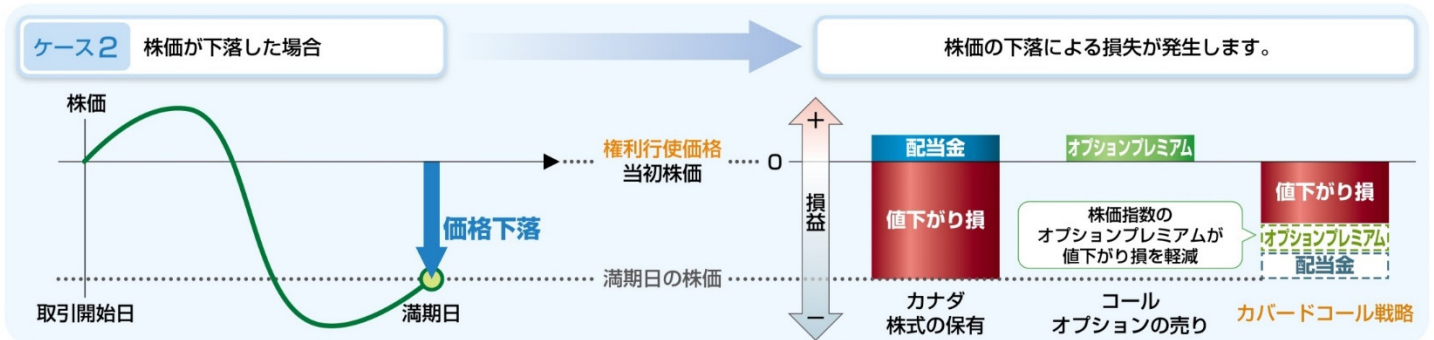 ケース2 株価が下落した場合
株価の下落による損失が発生します。
株価
権利行使価格
当初株価
0
価格下落
満期日の株価
取引開始日
満期日
+
損益
−
配当金
値下がり損
オプションプレミアム
株価指数の
オプションプレミアムが
値下がり損を軽減
値下がり損
オプションプレミアム
配当金
カナダ
株式の保有
コール
オプションの売り
カバードコール戦略